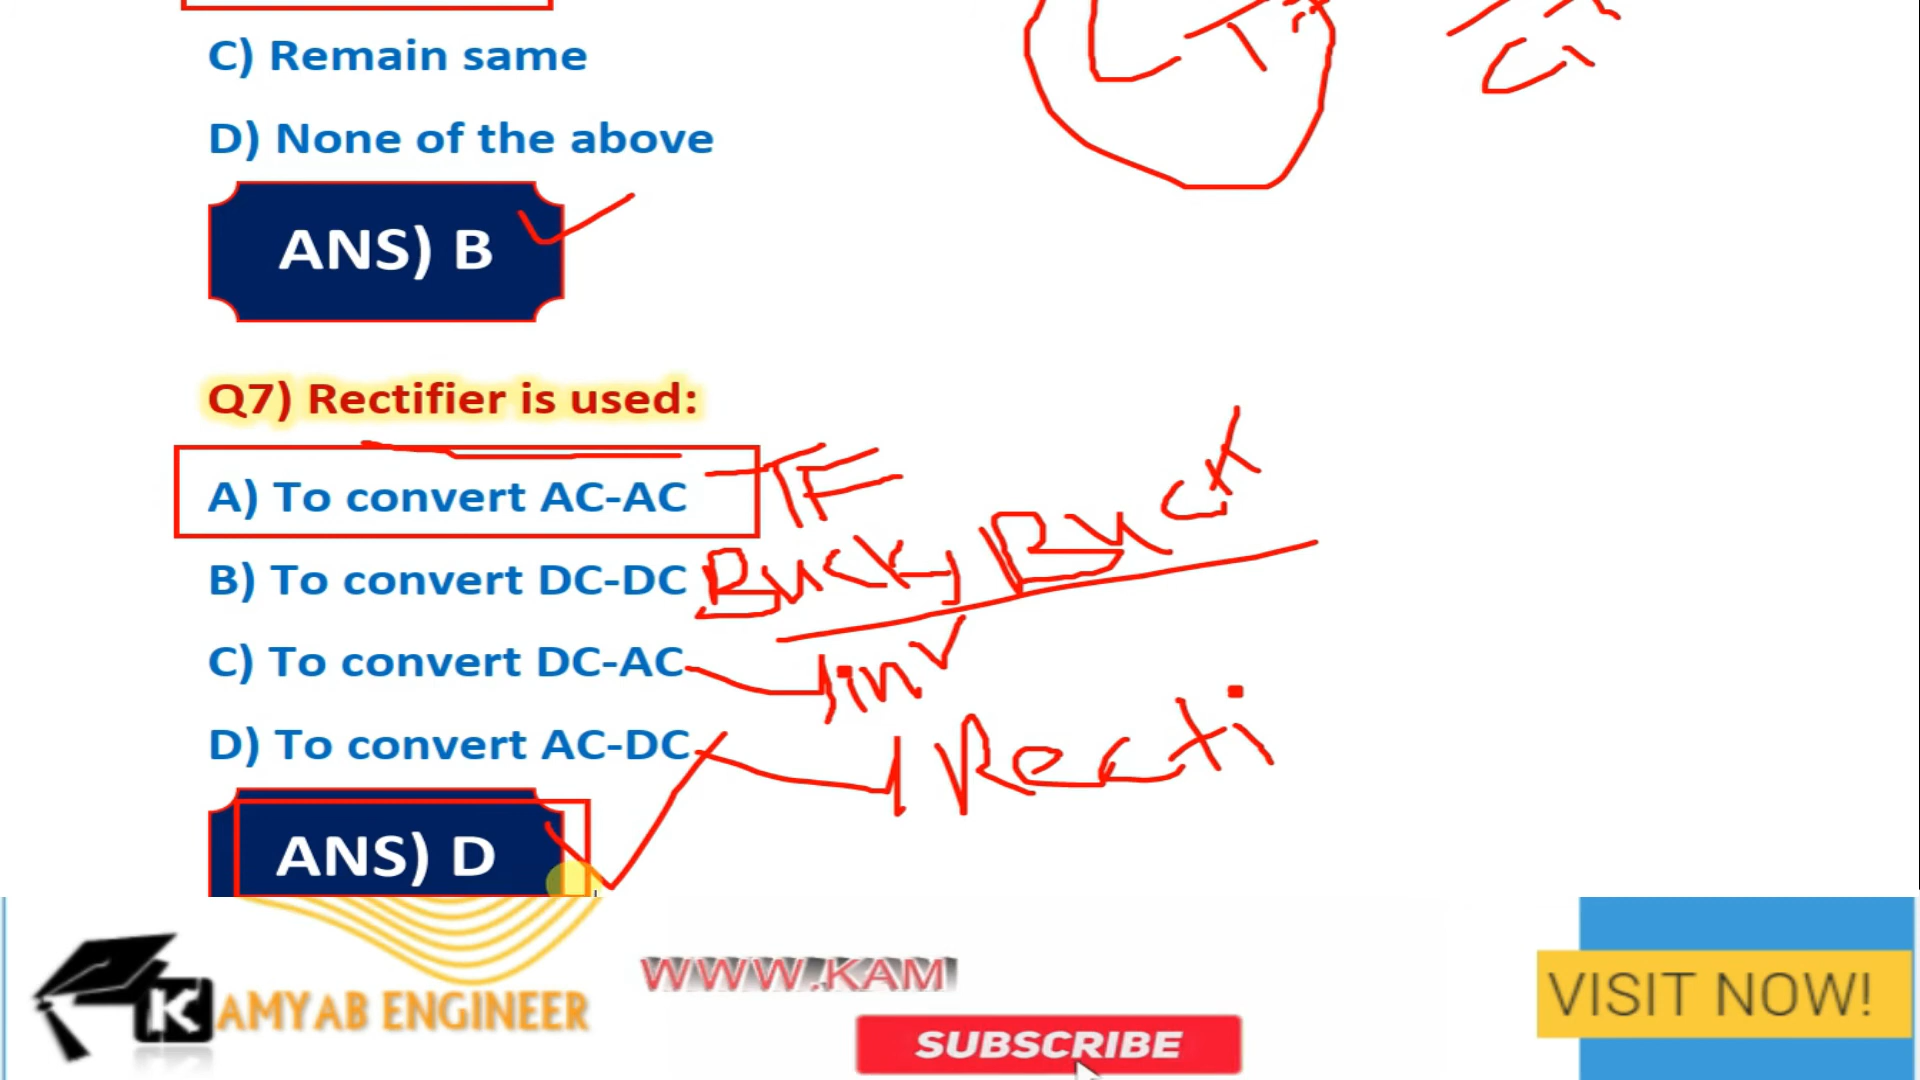 C) Remain same
D) None of the above
ANS) B
Q7) Rectifier is used:
A) To convert AC-AC TF
B) To convert DC-DC Buck, Buck
C) To convert DC-AC inv
D) To convert AC-DC Recti
ANS) D
KAMYAB ENGINEER
WWW.KAM
SUBSCRIBE
VISIT NOW!